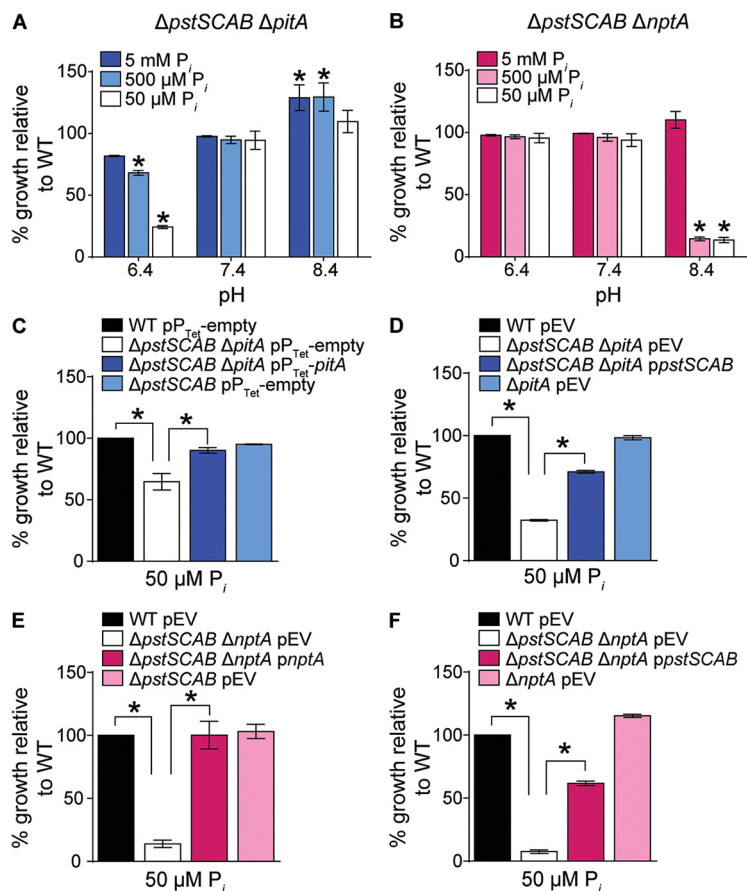 A
ΔpstSCAB ΔpitA
5 mM Pi
500 µM Pi
50 µM Pi
% growth relative
to WT
150
100
50
0
* * * *
6.4 7.4 8.4
pH
B
ΔpstSCAB ΔnptA
5 mM Pi
500 µM Pi
50 µM Pi
% growth relative
to WT
150
100
50
0
* *
6.4 7.4 8.4
pH
C
WT pPTet-empty
ΔpstSCAB ΔpitA pPTet-empty
ΔpstSCAB ΔpitA pPTet-pitA
ΔpstSCAB pPTet-empty
% growth relative
to WT
150
100
50
0
* *
50 µM Pi
D
WT pEV
ΔpstSCAB ΔpitA pEV
ΔpstSCAB ΔpitA ppstSCAB
ΔpitA pEV
% growth relative
to WT
150
100
50
0
* *
50 µM Pi
E
WT pEV
ΔpstSCAB ΔnptA pEV
ΔpstSCAB ΔnptA pnptA
ΔpstSCAB pEV
% growth relative
to WT
150
100
50
0
* *
50 µM Pi
F
WT pEV
ΔpstSCAB ΔnptA pEV
ΔpstSCAB ΔnptA ppstSCAB
ΔnptA pEV
% growth relative
to WT
150
100
50
0
* *
50 µM Pi